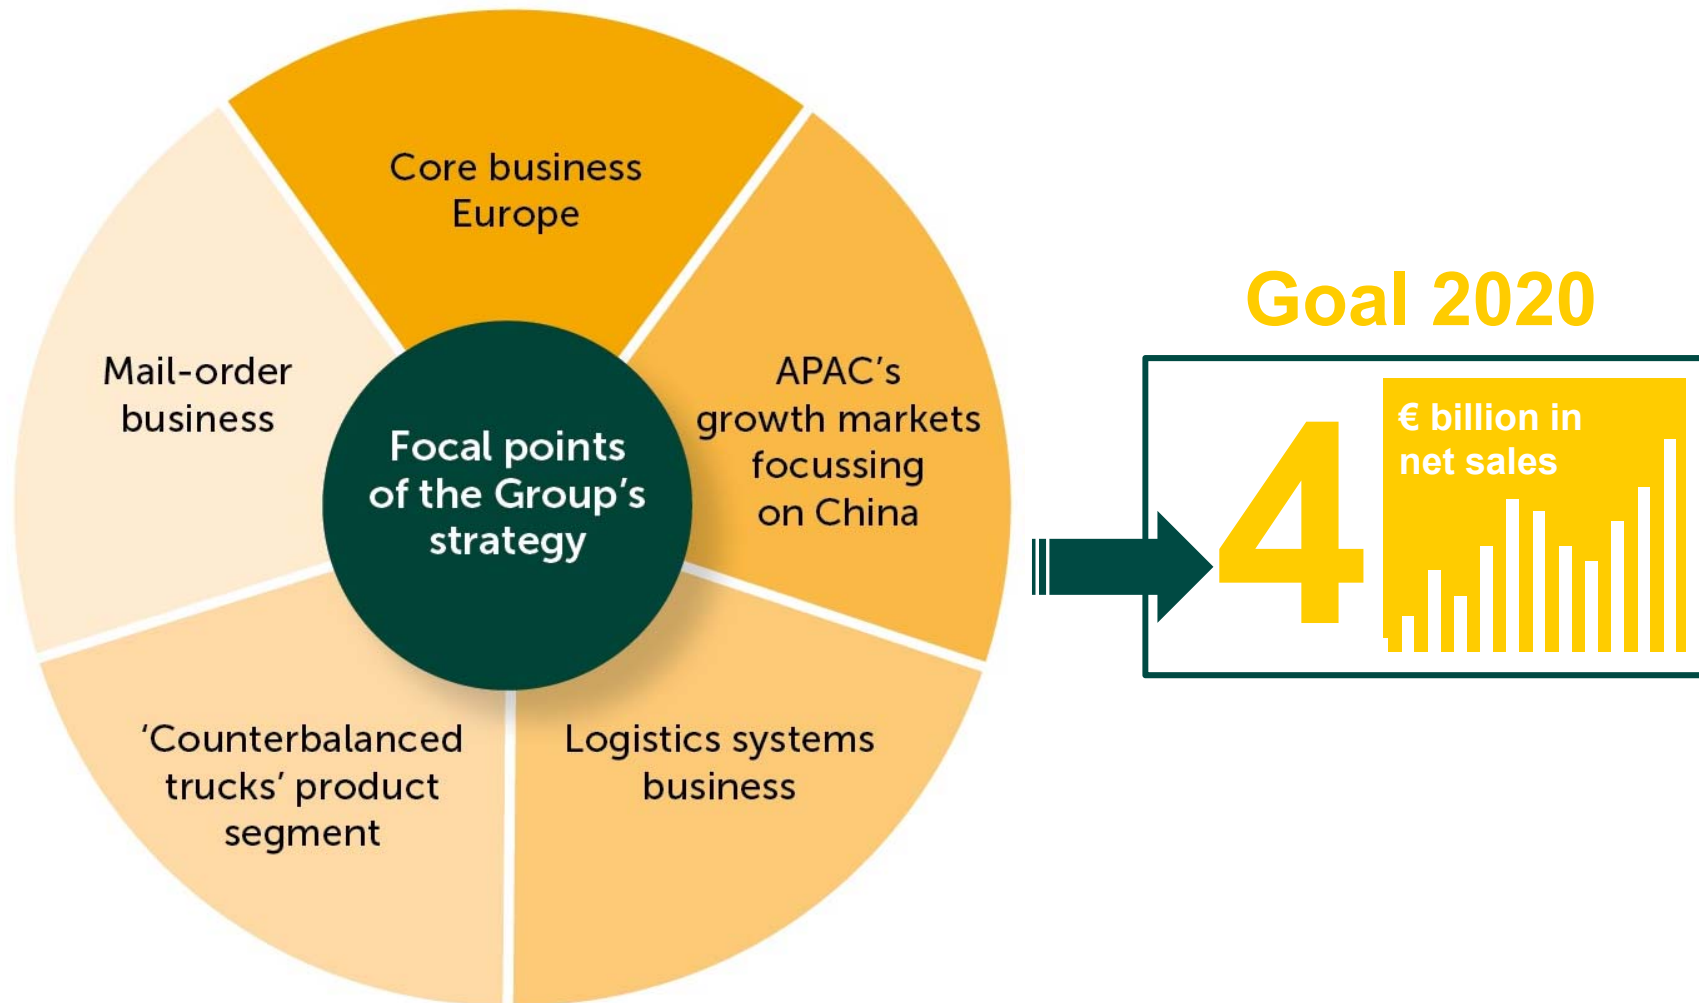 Core business
Europe
APAC’s
growth markets
focussing
on China
Logistics systems
business
‘Counterbalanced
trucks’ product
segment
Mail-order
business
Focal points
of the Group’s
strategy
Goal 2020
4
€ billion in
net sales